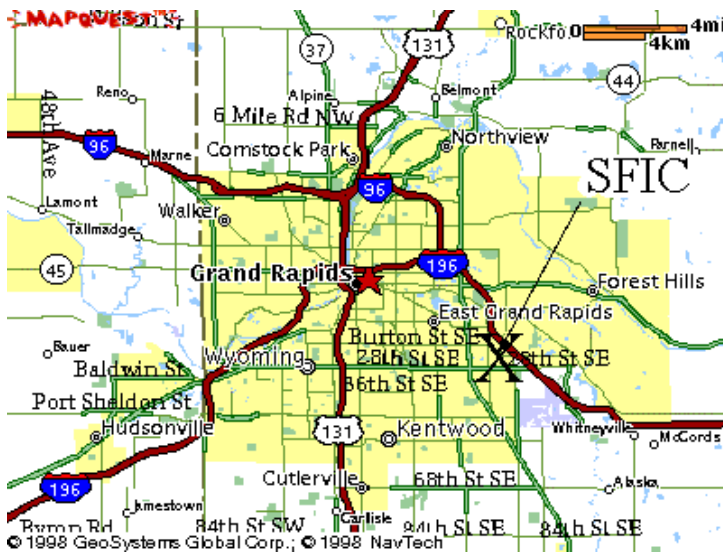 MAPQUEST
on St
131
Rockfo
0
4mi
4km
37
44
Reno
Alpine
Belmont
48th Ave
6 Mile Rd NW
Northview
Parnell
96
Marne
Comstock Park
SFIC
96
Lamont
Walker
Tallmadge
45
196
Grand Rapids
Forest Hills
East Grand Rapids
Bauer
Burton St SE
Wyoming
28th St SE
28th St SE
Baldwin St
36th St SE
Port Sheldon St
Hudsonville
131
Kentwood
Whitneyville
McCords
196
Cutlerville
68th St SE
Alaska
Jamestown
Carlisle
Byron Rd
84th St SW
84th St SE
84th St SE
© 1998 GeoSystems Global Corp.; © 1998 NavTech